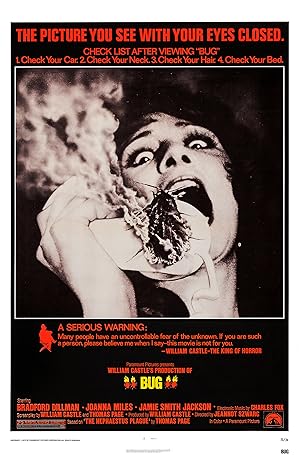 THE PICTURE YOU SEE WITH YOUR EYES CLOSED.
CHECK LIST AFTER VIEWING "BUG"
1. Check Your Car. 2. Check Your Neck. 3. Check Your Hair. 4. Check Your Bed.
A SERIOUS WARNING:
Many people have an uncontrollable fear of the unknown. If you are such
a person, please believe me when I say—this movie is not for you.
—WILLIAM CASTLE—THE KING OF HORROR
Paramount Pictures presents
WILLIAM CASTLE'S PRODUCTION OF
BUG
Starring
BRADFORD DILLMAN · JOANNA MILES · JAMIE SMITH JACKSON / Electronic Music by CHARLES FOX
Screenplay by WILLIAM CASTLE and THOMAS PAGE / Produced by WILLIAM CASTLE / Directed by JEANNOT SZWARC
Based on "THE HEPHAESTUS PLAGUE" by THOMAS PAGE In Color · A Paramount Picture
BUG